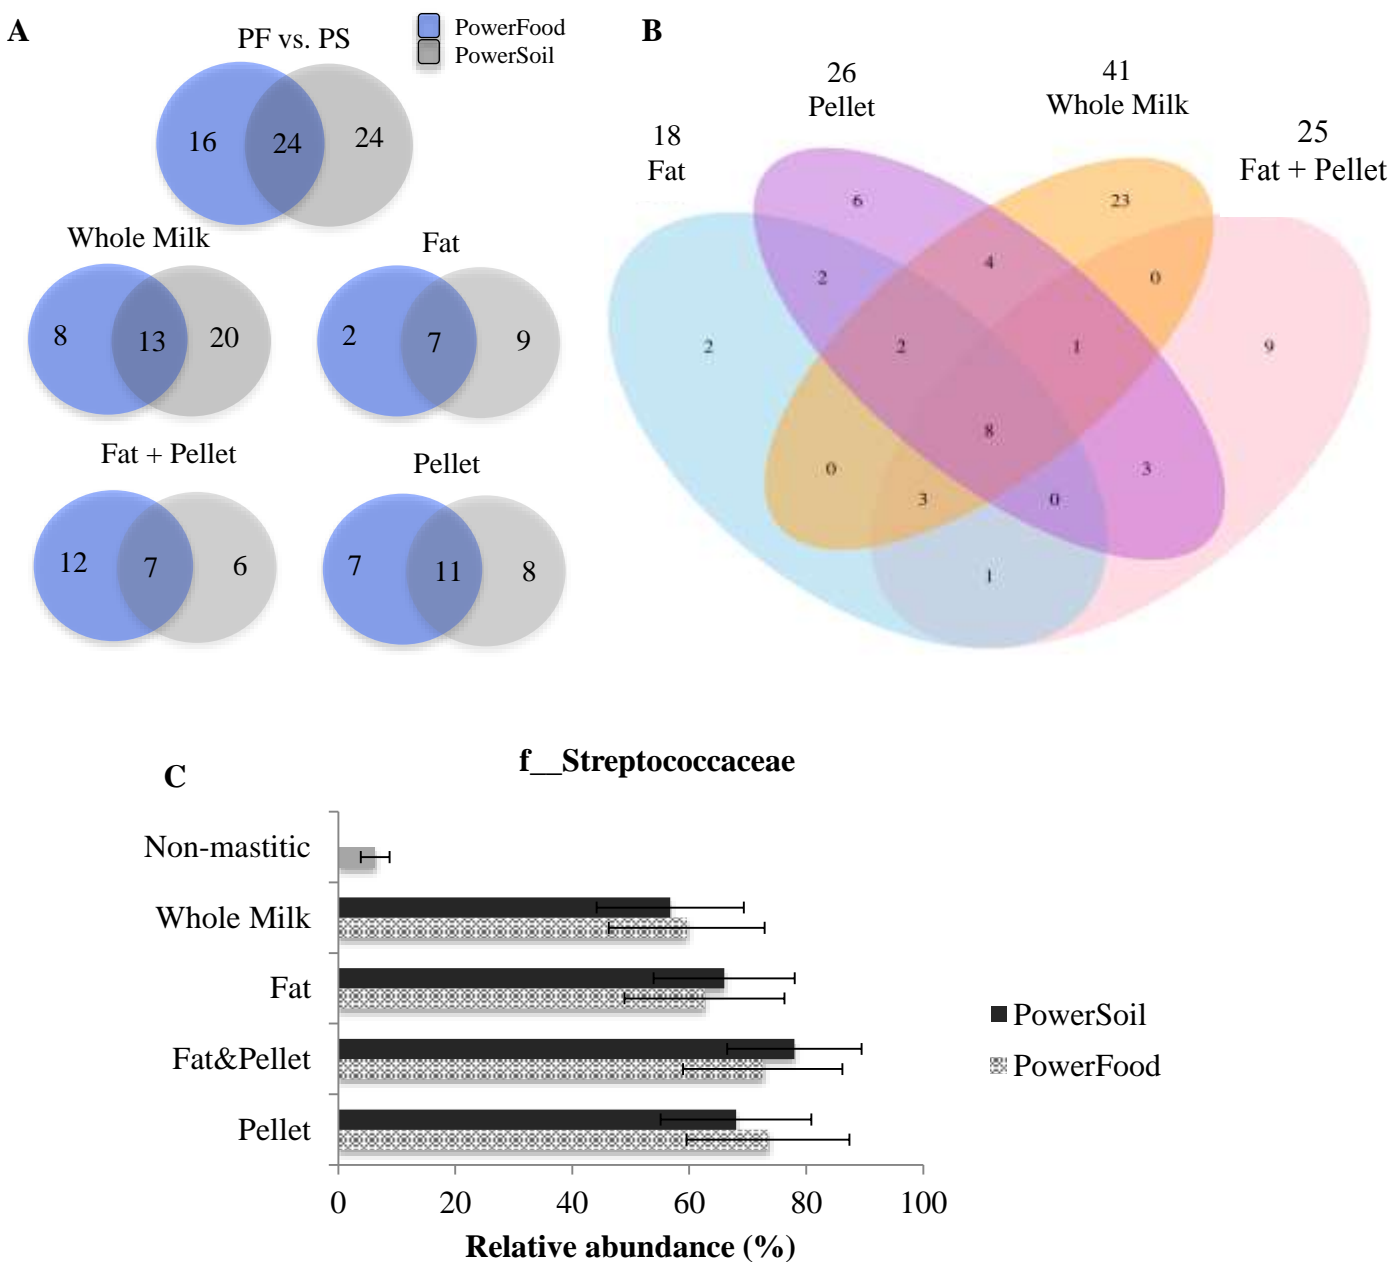 A
PF vs. PS
PowerFood
PowerSoil
16 24 24
Whole Milk
8 13 20
Fat
2 7 9
Fat + Pellet
12 7 6
Pellet
7 11 8
B
18
Fat
26
Pellet
41
Whole Milk
25
Fat + Pellet
6 23
2 4 0
2 2 1 9
8
0 3
3 0
1
C
f__Streptococcaceae
Non-mastitic
Whole Milk
Fat
Fat&Pellet
Pellet
PowerSoil
PowerFood
0 20 40 60 80 100
Relative abundance (%)